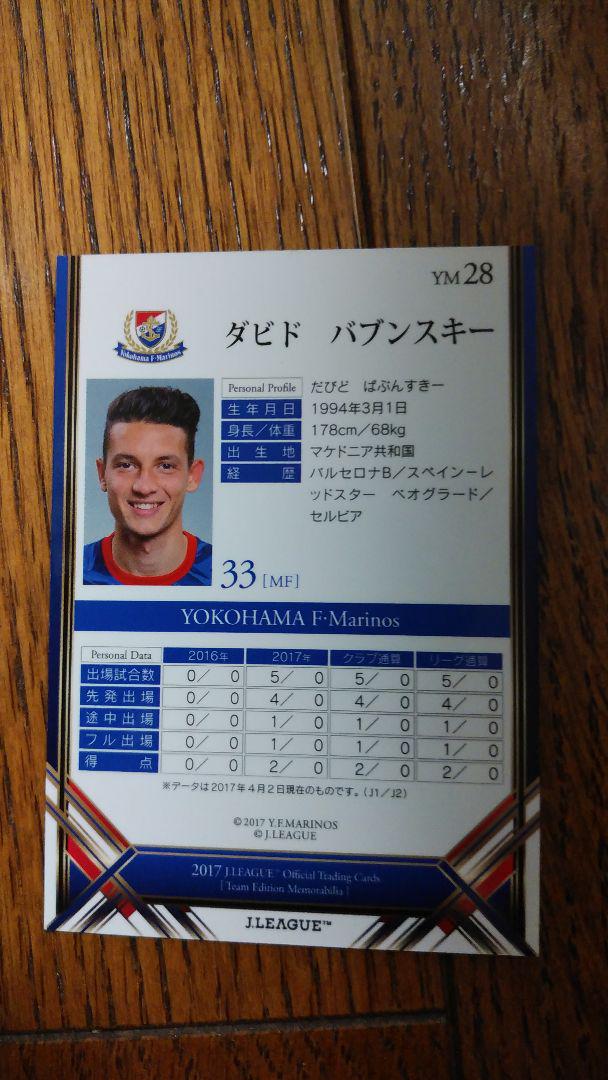 YM28
Yokohama F·Marinos
ダビド　バブンスキー
Personal Profile だびど　ばぶんすきー
生年月日 1994年3月1日
身長／体重 178cm／68kg
出生地 マケドニア共和国
経歴 バルセロナB／スペイン−レ
ッドスター　ベオグラード／
セルビア
33 [MF]
YOKOHAMA F·Marinos
Personal Data 2016年 2017年 クラブ通算 リーグ通算
出場試合数 0／ 0 5／ 0 5／ 0 5／ 0
先発出場 0／ 0 4／ 0 4／ 0 4／ 0
途中出場 0／ 0 1／ 0 1／ 0 1／ 0
フル出場 0／ 0 1／ 0 1／ 0 1／ 0
得点 0／ 0 2／ 0 2／ 0 2／ 0
※データは2017年4月2日現在のものです。(J1／J2)
©2017 Y.F.MARINOS
©J.LEAGUE
2017 J.LEAGUE™ Official Trading Cards
[ Team Edition Memorabilia ]
J.LEAGUE™